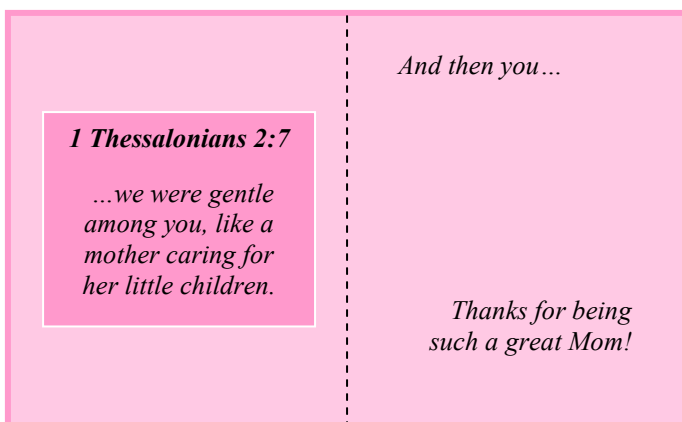 1 Thessalonians 2:7
…we were gentle
among you, like a
mother caring for
her little children.
And then you…
Thanks for being
such a great Mom!